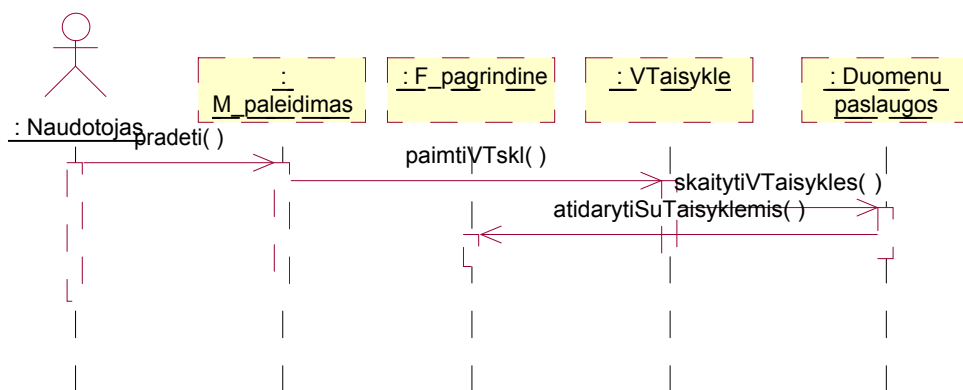 : Naudotojas
:
M_paleidimas
: F_pagrindine
: VTaisykle
: Duomenu
paslaugos
pradeti( )
paimtiVTskl( )
skaitytiVTaisykles( )
atidarytiSuTaisyklemis( )